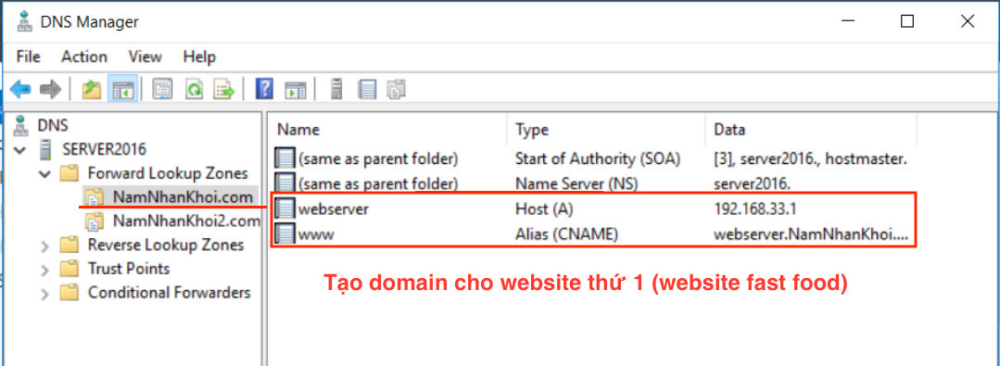 DNS Manager
File Action View Help
DNS
SERVER2016
Forward Lookup Zones
NamNhanKhoi.com
NamNhanKhoi2.com
Reverse Lookup Zones
Trust Points
Conditional Forwarders
Name Type Data
(same as parent folder) Start of Authority (SOA) [3], server2016., hostmaster.
(same as parent folder) Name Server (NS) server2016.
webserver Host (A) 192.168.33.1
www Alias (CNAME) webserver.NamNhanKhoi....
Tạo domain cho website thứ 1 (website fast food)